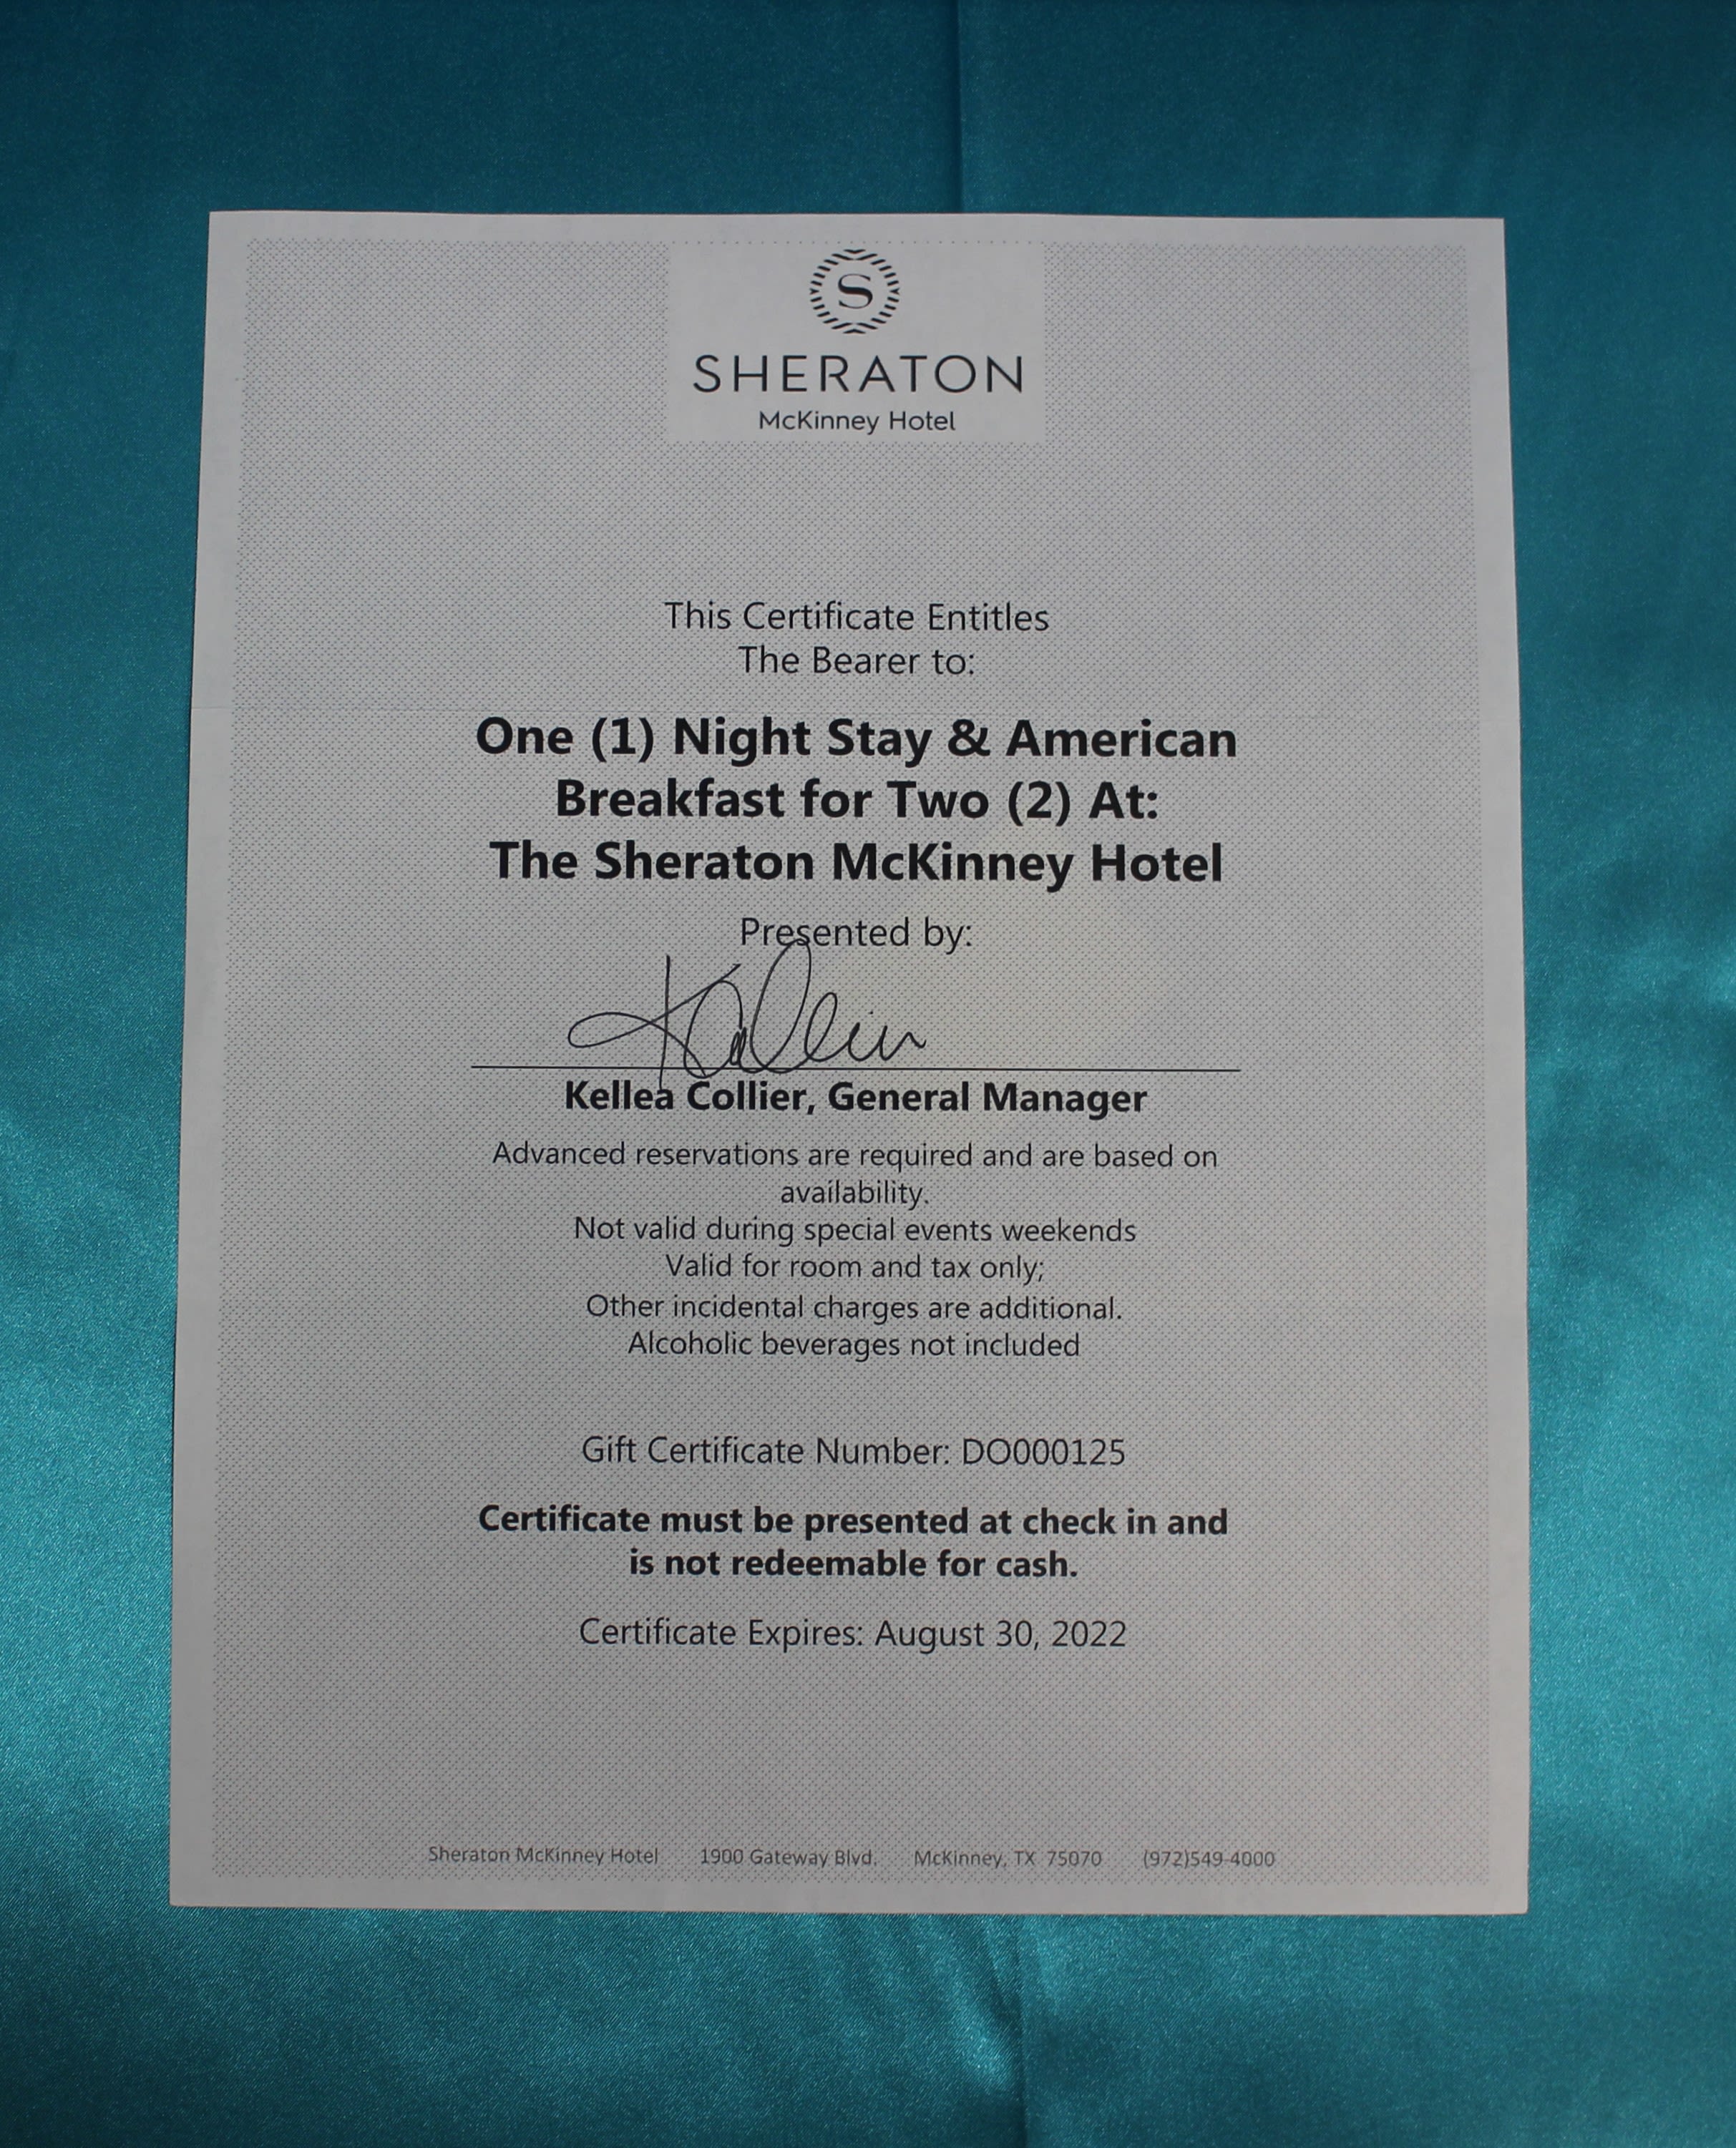 S
SHERATON
McKinney Hotel
This Certificate Entitles
The Bearer to:
One (1) Night Stay & American
Breakfast for Two (2) At:
The Sheraton McKinney Hotel
Presented by:
Kellea Collier, General Manager
Advanced reservations are required and are based on
availability.
Not valid during special events weekends
Valid for room and tax only;
Other incidental charges are additional.
Alcoholic beverages not included
Gift Certificate Number: DO000125
Certificate must be presented at check in and
is not redeemable for cash.
Certificate Expires: August 30, 2022
Sheraton McKinney Hotel 1900 Gateway Blvd. McKinney, TX 75070 (972)549-4000